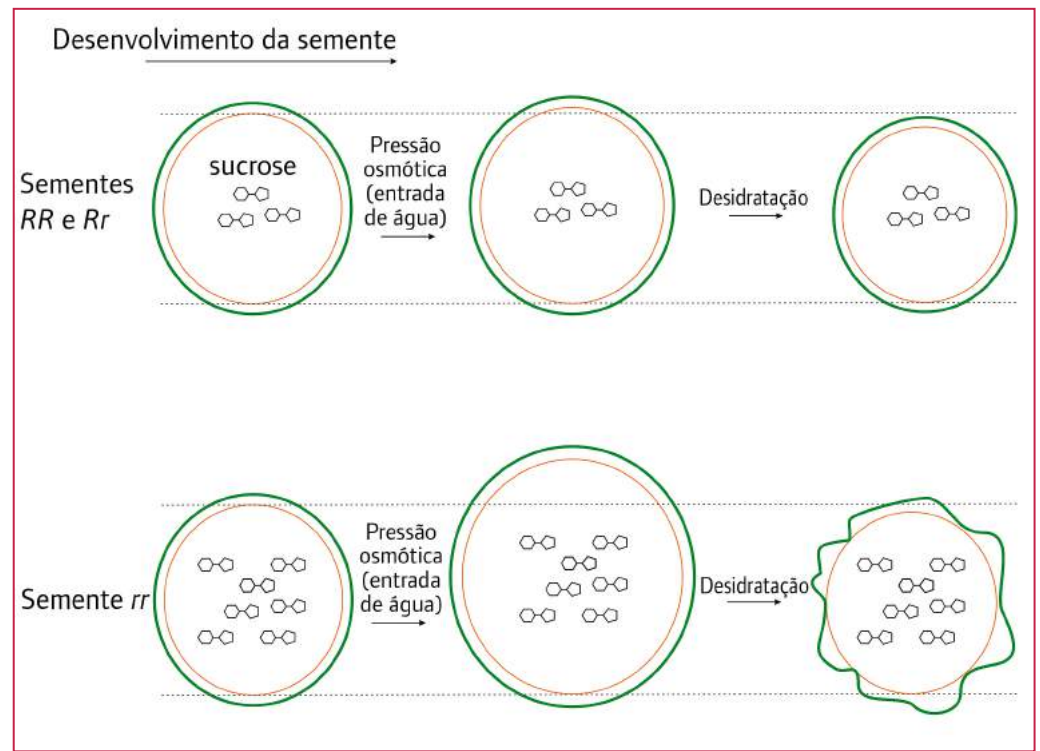 Desenvolvimento da semente
Sementes
RR e Rr
sucrose
Pressão
osmótica
(entrada
de água)
Desidratação
Semente rr
Pressão
osmótica
(entrada
de água)
Desidratação